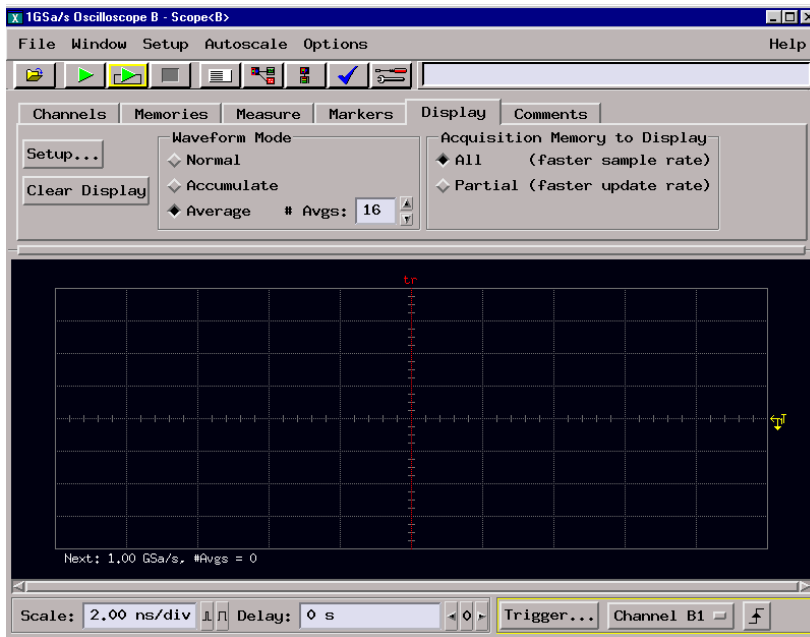 1GSa/s Oscilloscope B - Scope<B>
File Window Setup Autoscale Options Help
Channels Memories Measure Markers Display Comments
Setup...
Clear Display
Waveform Mode
Normal
Accumulate
Average # Avgs: 16
Acquisition Memory to Display
All (faster sample rate)
Partial (faster update rate)
tr
T
Next: 1.00 GSa/s, #Avgs = 0
Scale: 2.00 ns/div Delay: 0 s 0 Trigger... Channel B1